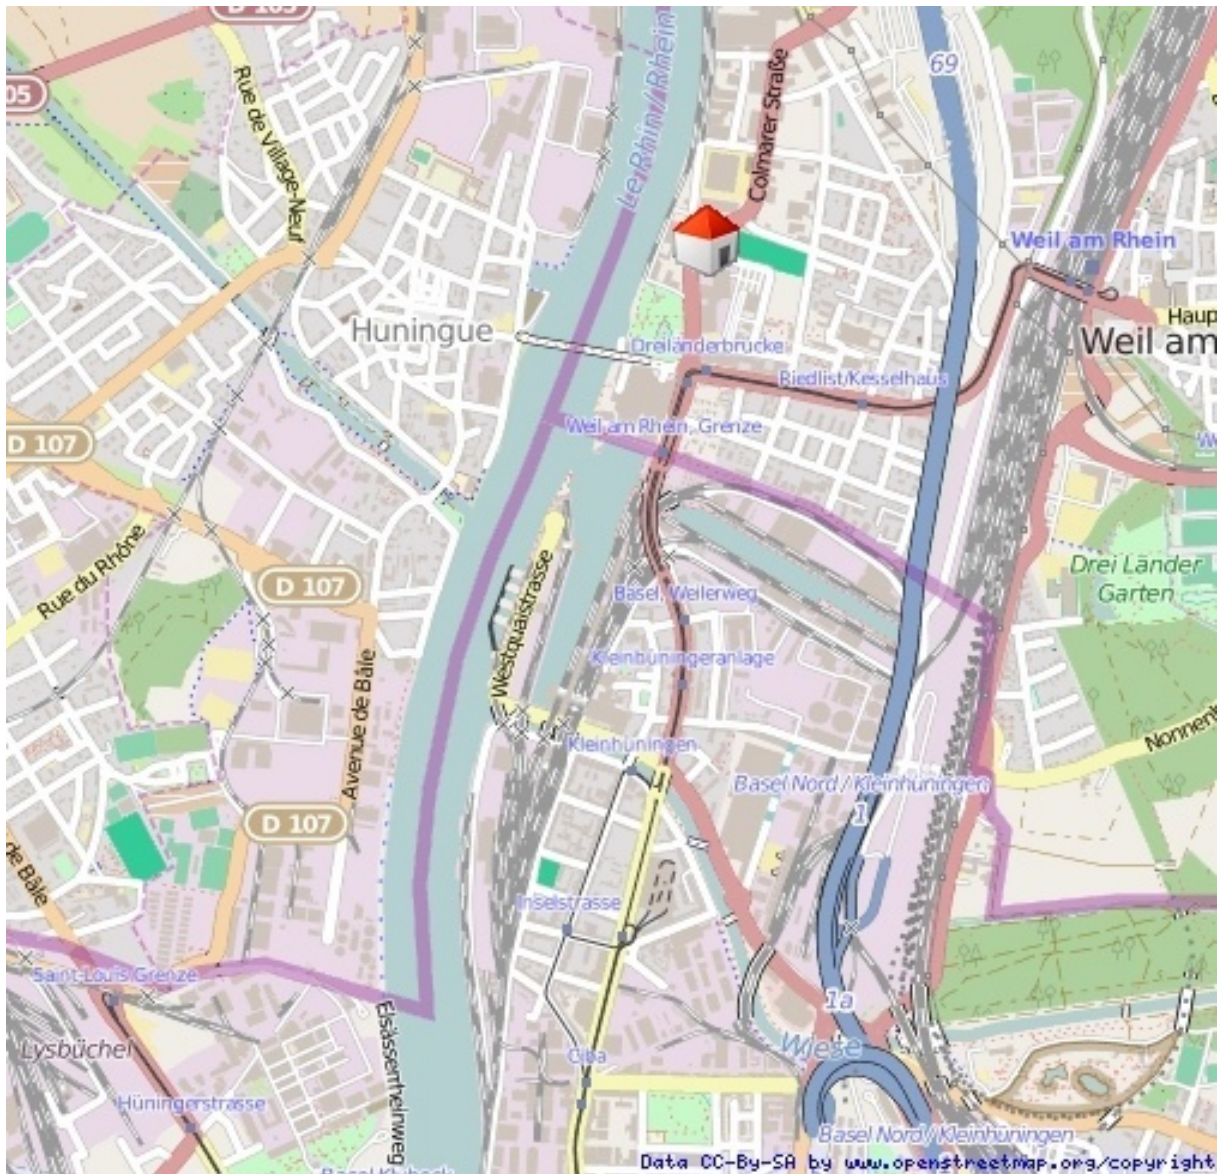 D 105
69
Le Rhin / Rhein
Colmarer Straße
Rue de Village-Neuf
05
Weil am Rhein
Huningue
Haup
Dreiländerbrücke
Weil am
Riedlist/Kesselhaus
Weil am Rhein, Grenze
D 107
We
Rue du Rhône
Drei Länder
Garten
D 107
Westquaistrasse
Basel, Weilerweg
Kleinhüningeranlage
Avenue de Bâle
Kleinhüningen
Nonnenh
Basel Nord / Kleinhüningen
1
D 107
de Bâle
Inselstrasse
Saint-Louis Grenze
1a
Elsässerrheinweg
Lysbüchel
Wiese
Ciba
Hüningerstrasse
Basel Nord / Kleinhüningen
Basel Klybeck
Data CC-By-SA by www.openstreetmap.org/copyright